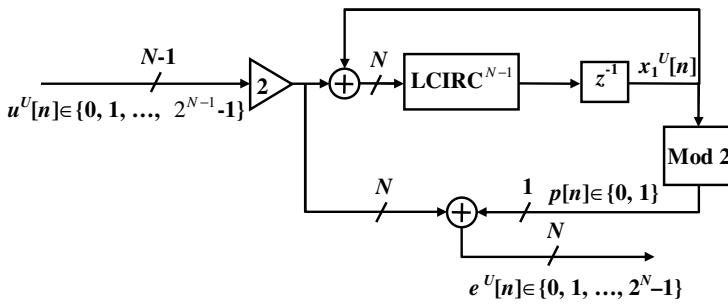 N-1
N
LCIRC^{N-1}
z^{-1}
x_1^U[n]
2
u^U[n]∈{0, 1, …, 2^{N-1}-1}
Mod 2
N
1
p[n]∈{0, 1}
N
e^U[n]∈{0, 1, …, 2^N–1}